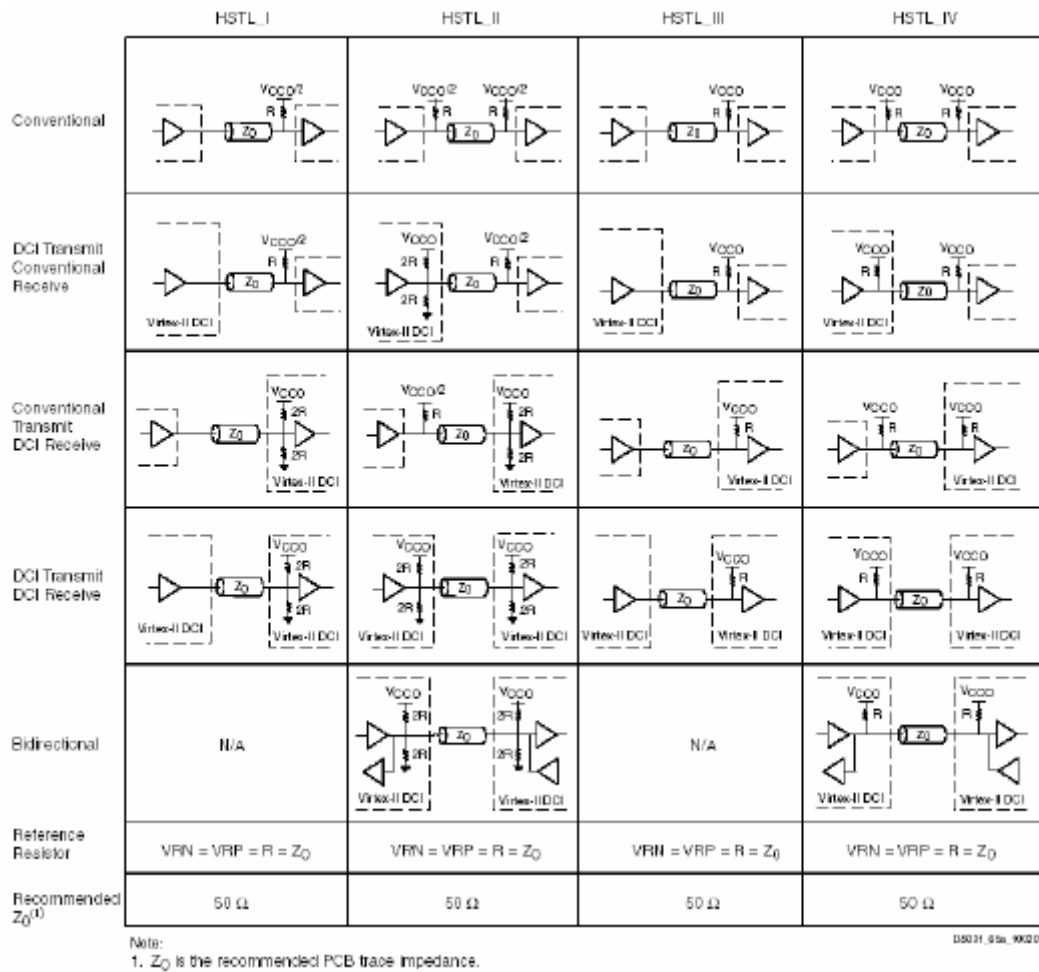 HSTL_I HSTL_II HSTL_III HSTL_IV
Conventional
VCCO/2 R Z0
VCCO/2 R VCCO/2 R Z0
VCCO R Z0
VCCO R VCCO R Z0
DCI Transmit
Conventional
Receive
VCCO/2 R Z0 Virtex-II DCI
VCCO 2R 2R VCCO/2 R Z0 Virtex-II DCI
VCCO R Z0 Virtex-II DCI
VCCO R VCCO R Z0 Virtex-II DCI
Conventional
Transmit
DCI Receive
VCCO 2R 2R Z0 Virtex-II DCI
VCCO/2 R VCCO 2R 2R Z0 Virtex-II DCI
VCCO R Z0 Virtex-II DCI
VCCO R VCCO R Z0 Virtex-II DCI
DCI Transmit
DCI Receive
VCCO 2R 2R Z0 Virtex-II DCI Virtex-II DCI
VCCO 2R 2R VCCO 2R 2R Z0 Virtex-II DCI Virtex-II DCI
VCCO R Z0 Virtex-II DCI Virtex-II DCI
VCCO R VCCO R Z0 Virtex-II DCI Virtex-II DCI
Bidirectional
N/A
VCCO 2R 2R VCCO 2R 2R Z0 Virtex-II DCI Virtex-II DCI
N/A
VCCO R VCCO R Z0 Virtex-II DCI Virtex-II DCI
Reference
Resistor
VRN = VRP = R = Z0 VRN = VRP = R = Z0 VRN = VRP = R = Z0 VRN = VRP = R = Z0
Recommended
Z0(1)
50 Ω 50 Ω 50 Ω 50 Ω
Note:
1. Z0 is the recommended PCB trace impedance.